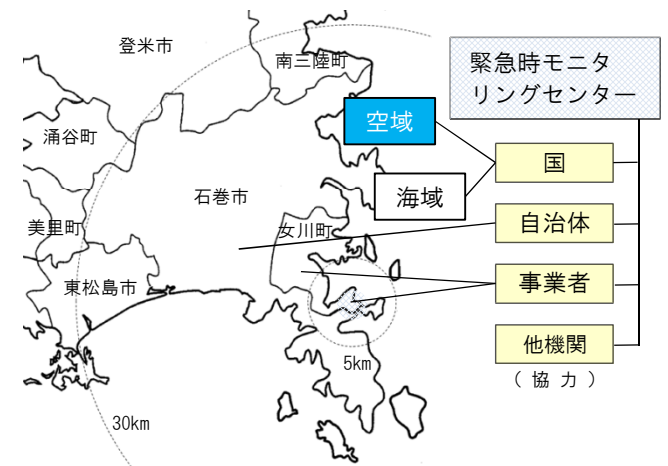 登米市
南三陸町
緊急時モニタ
リングセンター
空域
涌谷町
国
海域
石巻市
美里町
女川町
自治体
東松島市
事業者
他機関
5km
(協力)
30km